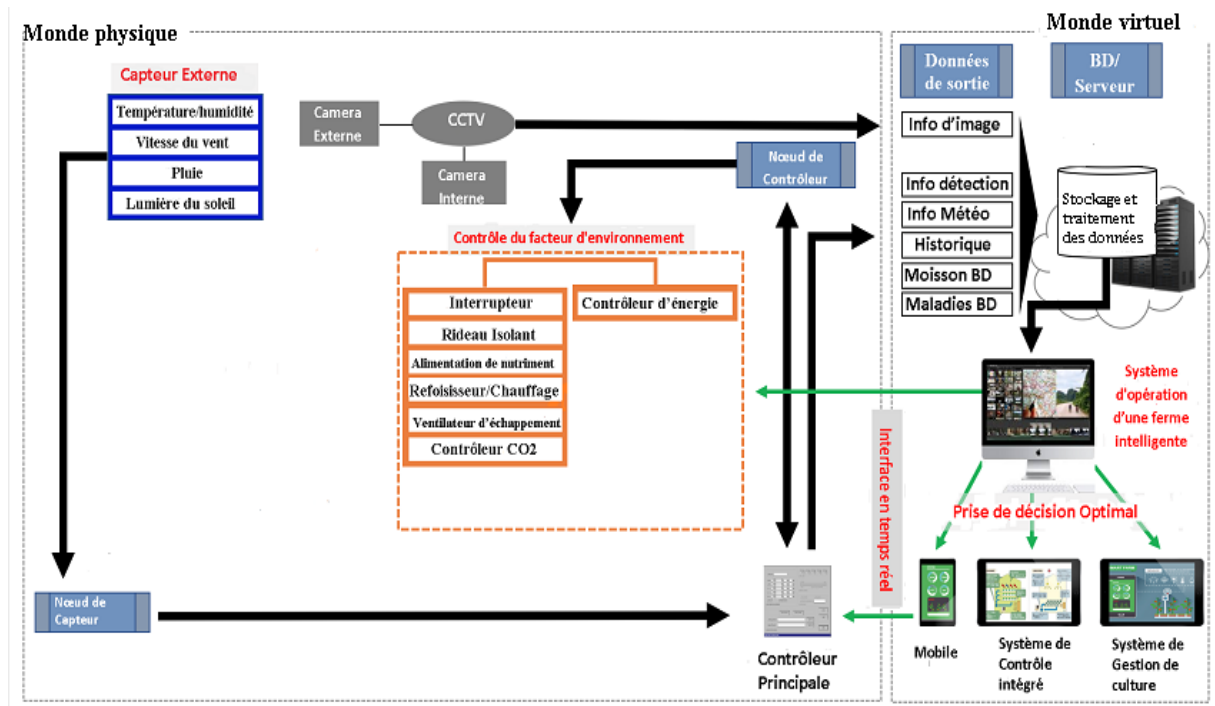 Monde physique
Monde virtuel
Capteur Externe
Température/humidité
Vitesse du vent
Pluie
Lumière du soleil
Camera
Externe
CCTV
Camera
Interne
Nœud de
Contrôleur
Contrôle du facteur d'environnement
Interrupteur
Rideau Isolant
Alimentation de nutriment
Refoisisseur/Chauffage
Ventilateur d'échappement
Contrôleur CO2
Contrôleur d'énergie
Nœud de
Capteur
Contrôleur
Principale
Interface en temps réel
Données
de sortie
BD/
Serveur
Info d'image
Info détection
Info Météo
Historique
Moisson BD
Maladies BD
Stockage et
traitement
des données
Système
d'opération
d'une ferme
intelligente
Prise de décision Optimal
Mobile
Système de
Contrôle
intégré
Système de
Gestion de
culture